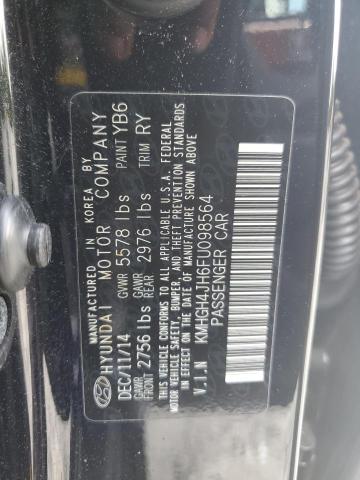 MANUFACTURED IN KOREA BY
HYUNDAI MOTOR COMPANY
DEC/11/14 GVWR 5578 lbs PAINT YB6
GAWR FRONT 2756 lbs GAWR REAR 2976 lbs TRIM RY
THIS VEHICLE CONFORMS TO ALL APPLICABLE U.S.A. FEDERAL
MOTOR VEHICLE SAFETY, BUMPER, AND THEFT PREVENTION STANDARDS
IN EFFECT ON THE DATE OF MANUFACTURE SHOWN ABOVE
V.I.N KMHGH4JH6FU098564
PASSENGER CAR